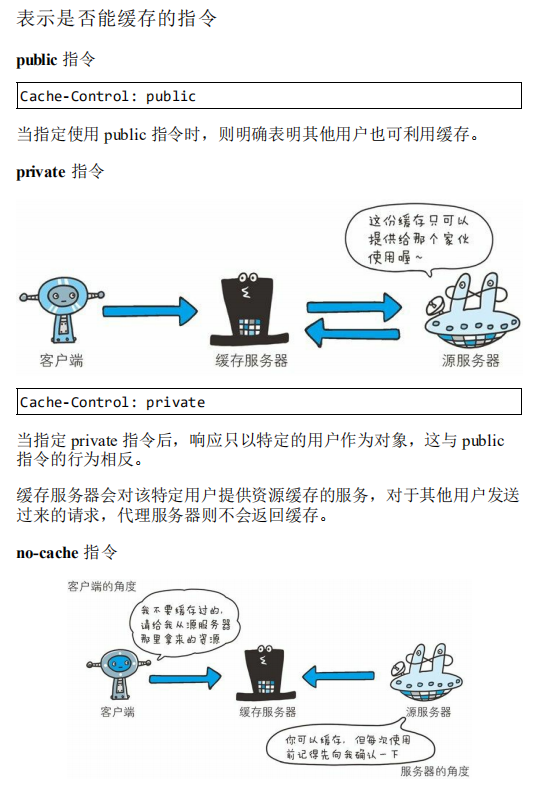 表示是否能缓存的指令
public 指令
Cache-Control: public
当指定使用 public 指令时，则明确表明其他用户也可利用缓存。
private 指令
这份缓存只可以
提供给那个家伙
使用喔～
客户端
缓存服务器
源服务器
Cache-Control: private
当指定 private 指令后，响应只以特定的用户作为对象，这与 public
指令的行为相反。
缓存服务器会对该特定用户提供资源缓存的服务，对于其他用户发送
过来的请求，代理服务器则不会返回缓存。
no-cache 指令
客户端的角度
我不要缓存过的，
请给我从源服务器
那里拿来的资源
客户端
缓存服务器
源服务器
你可以缓存，但每次使用
前记得先向我确认一下
服务器的角度